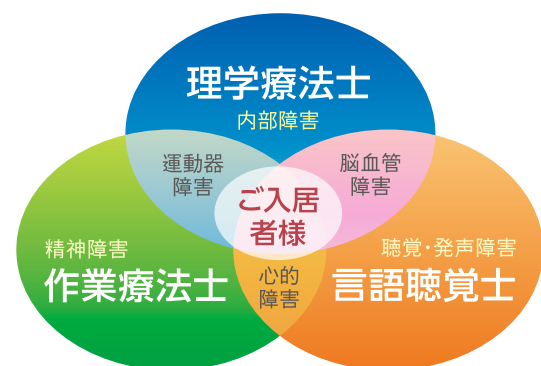 理学療法士
内部障害
運動器
障害
脳血管
障害
ご入居
者様
精神障害
作業療法士
聴覚・発声障害
言語聴覚士
心的
障害